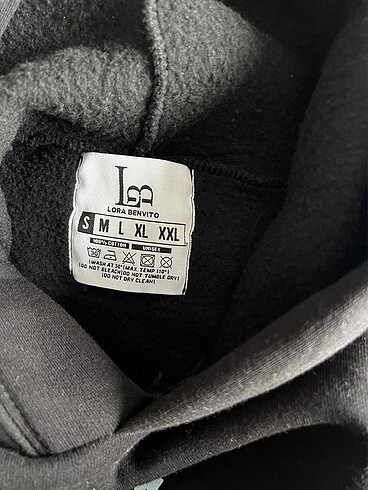 LB
LORA BENVITO
S M L XL XXL
100% COTTON UNISEX
(WASH AT 30°)(MAX. TEMP 110°)
(DO NOT BLEACH)(DO NOT TUMBLE DRY)
(DO NOT DRY CLEAN)